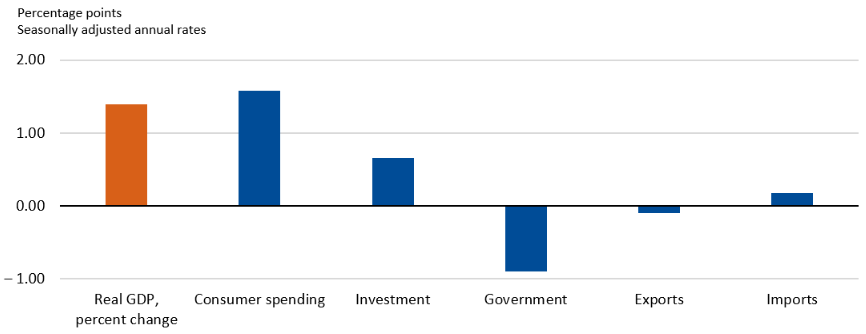 Percentage points
Seasonally adjusted annual rates
2.00
1.00
0.00
– 1.00
Real GDP,
percent change
Consumer spending
Investment
Government
Exports
Imports